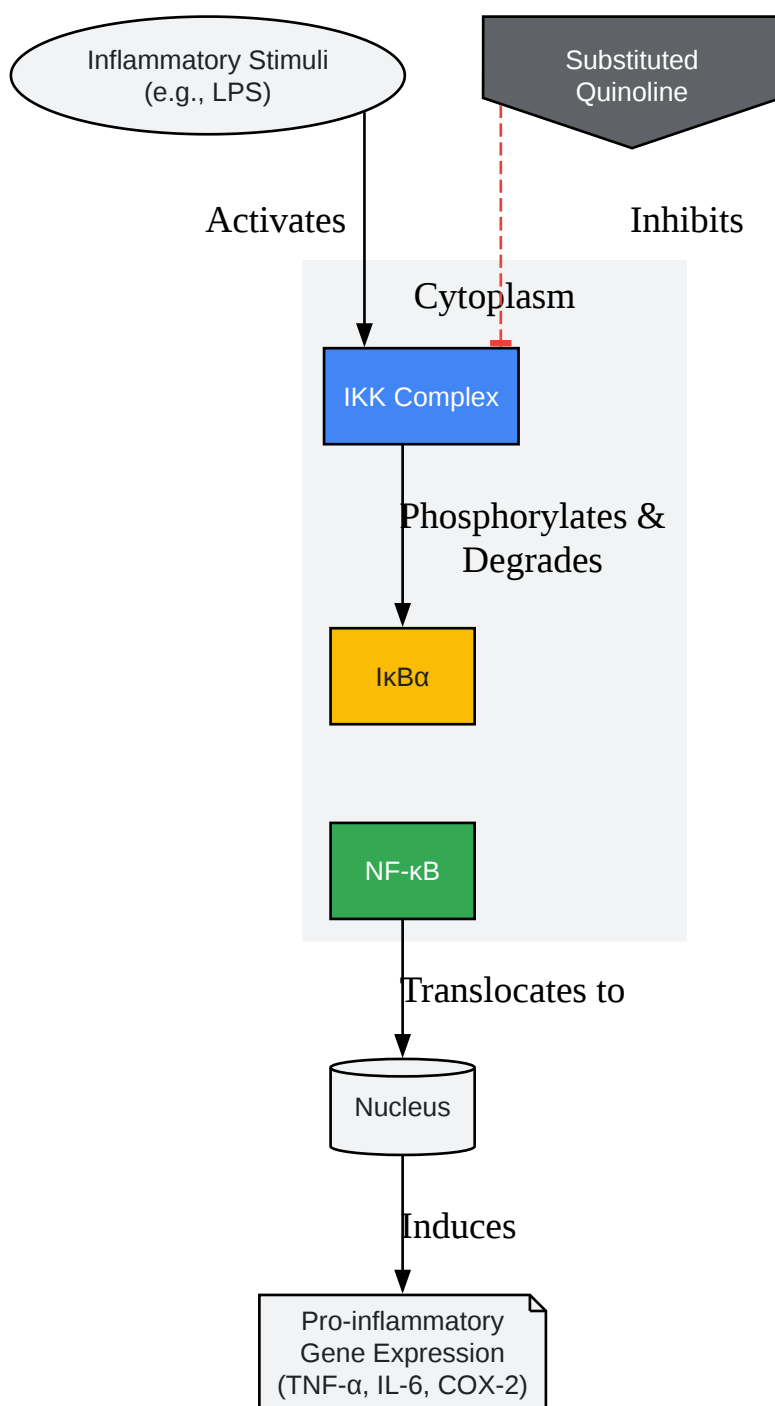 Inflammatory Stimuli
(e.g., LPS)
Substituted
Quinoline
Activates
Inhibits
Cytoplasm
IKK Complex
Phosphorylates &
Degrades
IκBα
NF-κB
Translocates to
Nucleus
Induces
Pro-inflammatory
Gene Expression
(TNF-α, IL-6, COX-2)